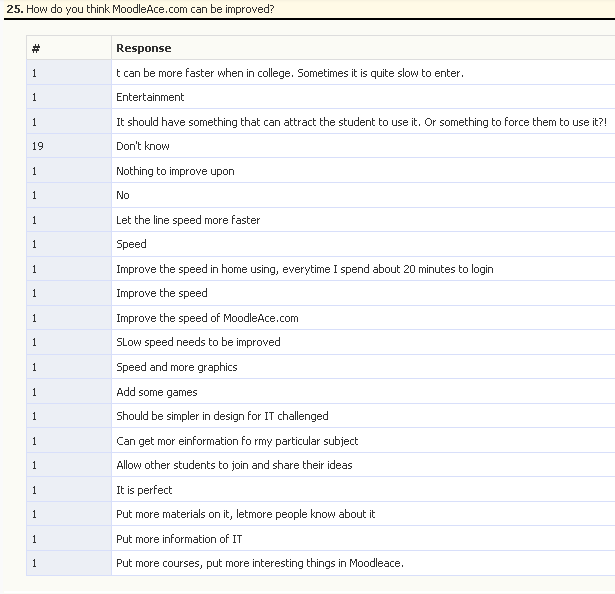 25. How do you think MoodleAce.com can be improved?
# Response
1 t can be more faster when in college. Sometimes it is quite slow to enter.
1 Entertainment
1 It should have something that can attract the student to use it. Or something to force them to use it?!
19 Don't know
1 Nothing to improve upon
1 No
1 Let the line speed more faster
1 Speed
1 Improve the speed in home using, everytime I spend about 20 minutes to login
1 Improve the speed
1 Improve the speed of MoodleAce.com
1 SLow speed needs to be improved
1 Speed and more graphics
1 Add some games
1 Should be simpler in design for IT challenged
1 Can get mor einformation fo rmy particular subject
1 Allow other students to join and share their ideas
1 It is perfect
1 Put more materials on it, letmore people know about it
1 Put more information of IT
1 Put more courses, put more interesting things in Moodleace.